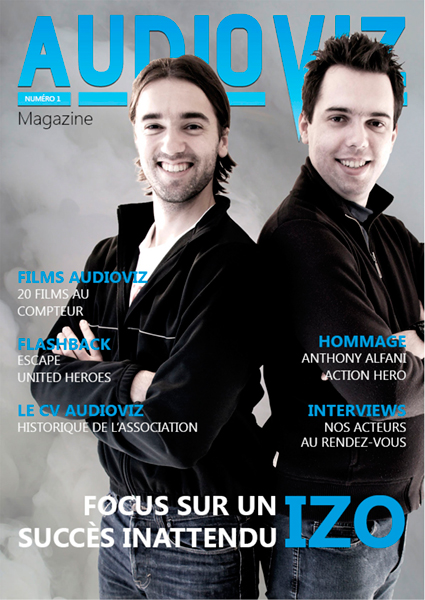 AUDIOVIZ
NUMÉRO 1
Magazine
FILMS AUDIOVIZ
20 FILMS AU
COMPTEUR
FLASHBACK
ESCAPE
UNITED HEROES
LE CV AUDIOVIZ
HISTORIQUE DE L'ASSOCIATION
HOMMAGE
ANTHONY ALFANI
ACTION HERO
INTERVIEWS
NOS ACTEURS
AU RENDEZ-VOUS
FOCUS SUR UN
SUCCÈS INATTENDU
IZO